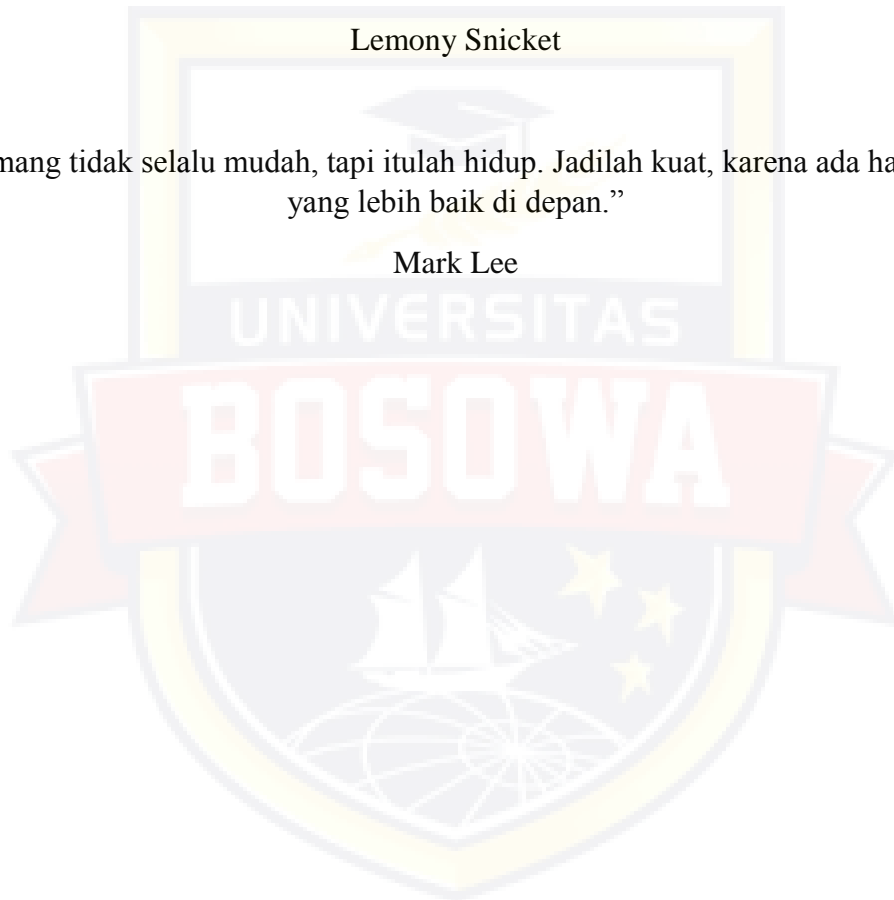 Lemony Snicket
mang tidak selalu mudah, tapi itulah hidup. Jadilah kuat, karena ada ha
yang lebih baik di depan.”
Mark Lee
UNIVERSITAS
BOSOWA